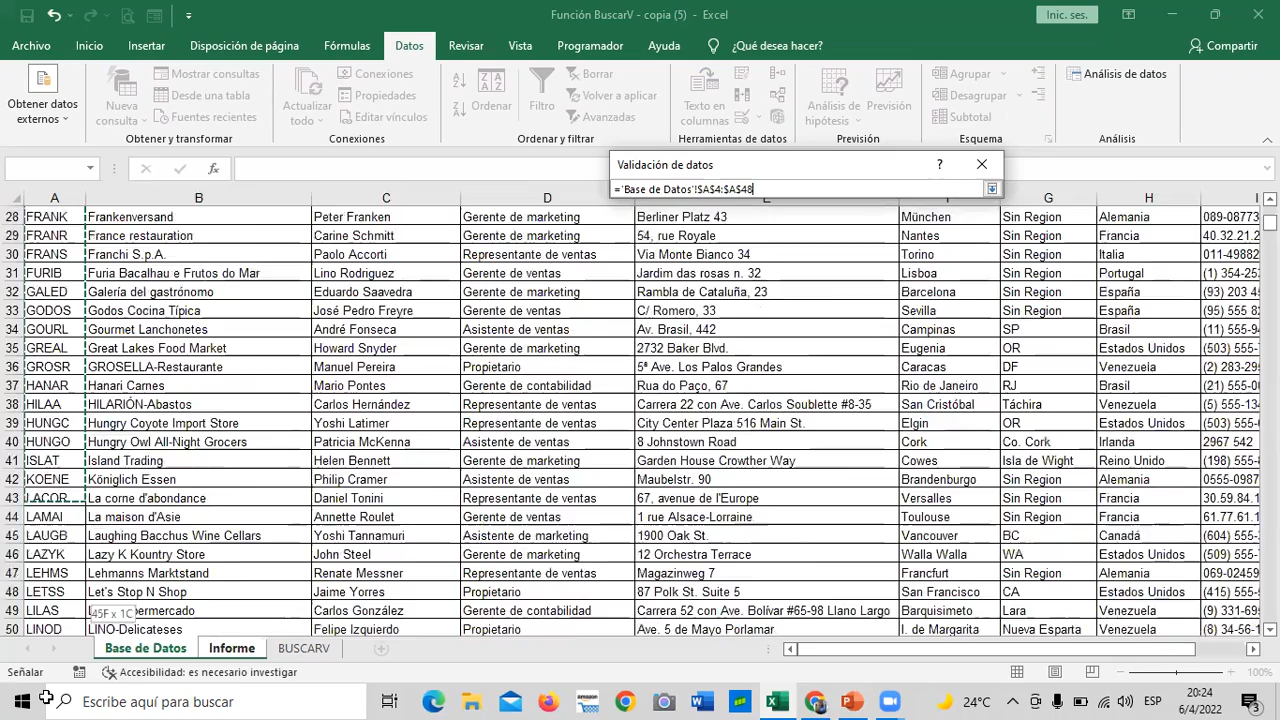 Función BuscarV - copia (5) - Excel
Inic. ses.
Archivo Inicio Insertar Disposición de página Fórmulas Datos Revisar Vista Programador Ayuda ¿Qué desea hacer? Compartir
Obtener datos externos
Nueva consulta
Mostrar consultas
Desde una tabla
Fuentes recientes
Obtener y transformar
Actualizar todo
Conexiones
Propiedades
Editar vínculos
Conexiones
Ordenar
Filtro
Borrar
Volver a aplicar
Avanzadas
Ordenar y filtrar
Texto en columnas
Herramientas de datos
Análisis de hipótesis
Previsión
Previsión
Agrupar
Desagrupar
Subtotal
Esquema
Análisis de datos
Análisis
Validación de datos
='Base de Datos'!$A$4:$A$48
A B C D E G H
28 FRANK Frankenversand Peter Franken Gerente de marketing Berliner Platz 43 München Sin Region Alemania 089-08773
29 FRANR France restauration Carine Schmitt Gerente de marketing 54, rue Royale Nantes Sin Region Francia 40.32.21.2
30 FRANS Franchi S.p.A. Paolo Accorti Representante de ventas Via Monte Bianco 34 Torino Sin Region Italia 011-49882
31 FURIB Furia Bacalhau e Frutos do Mar Lino Rodriguez Gerente de ventas Jardim das rosas n. 32 Lisboa Sin Region Portugal (1) 354-25
32 GALED Galería del gastrónomo Eduardo Saavedra Gerente de marketing Rambla de Cataluña, 23 Barcelona Sin Region España (93) 203 4
33 GODOS Godos Cocina Típica José Pedro Freyre Gerente de ventas C/ Romero, 33 Sevilla Sin Region España (95) 555 8
34 GOURL Gourmet Lanchonetes André Fonseca Asistente de ventas Av. Brasil, 442 Campinas SP Brasil (11) 555-9
35 GREAL Great Lakes Food Market Howard Snyder Gerente de marketing 2732 Baker Blvd. Eugenia OR Estados Unidos (503) 555-
36 GROSR GROSELLA-Restaurante Manuel Pereira Propietario 5ª Ave. Los Palos Grandes Caracas DF Venezuela (2) 283-29
37 HANAR Hanari Carnes Mario Pontes Gerente de contabilidad Rua do Paço, 67 Rio de Janeiro RJ Brasil (21) 555-0
38 HILAA HILARIÓN-Abastos Carlos Hernández Representante de ventas Carrera 22 con Ave. Carlos Soublette #8-35 San Cristóbal Táchira Venezuela (5) 555-13
39 HUNGC Hungry Coyote Import Store Yoshi Latimer Representante de ventas City Center Plaza 516 Main St. Elgin OR Estados Unidos (503) 555-
40 HUNGO Hungry Owl All-Night Grocers Patricia McKenna Asistente de ventas 8 Johnstown Road Cork Co. Cork Irlanda 2967 542
41 ISLAT Island Trading Helen Bennett Gerente de marketing Garden House Crowther Way Cowes Isla de Wight Reino Unido (198) 555-
42 KOENE Königlich Essen Philip Cramer Asistente de ventas Maubelstr. 90 Brandenburgo Sin Region Alemania 0555-0987
43 LACOR La corne d'abondance Daniel Tonini Representante de ventas 67, avenue de l'Europe Versalles Sin Region Francia 30.59.84.1
44 LAMAI La maison d'Asie Annette Roulet Gerente de ventas 1 rue Alsace-Lorraine Toulouse Sin Region Francia 61.77.61.1
45 LAUGB Laughing Bacchus Wine Cellars Yoshi Tannamuri Asistente de marketing 1900 Oak St. Vancouver BC Canadá (604) 555-
46 LAZYK Lazy K Kountry Store John Steel Gerente de marketing 12 Orchestra Terrace Walla Walla WA Estados Unidos (509) 555-
47 LEHMS Lehmanns Marktstand Renate Messner Representante de ventas Magazinweg 7 Francfurt Sin Region Alemania 069-02459
48 LETSS Let's Stop N Shop Jaime Yorres Propietario 87 Polk St. Suite 5 San Francisco CA Estados Unidos (415) 555-
49 LILAS ermercado Carlos González Gerente de contabilidad Carrera 52 con Ave. Bolívar #65-98 Llano Largo Barquisimeto Lara Venezuela (9) 331-69
45F x 1C
50 LINOD LINO-Delicateses Felipe Izquierdo Propietario Ave. 5 de Mayo Porlamar I. de Margarita Nueva Esparta Venezuela (8) 34-56-1
Base de Datos Informe BUSCARV
Señalar Accesibilidad: es necesario investigar 100%
Escribe aquí para buscar
amazon
24°C ESP 20:24
6/4/2022
3